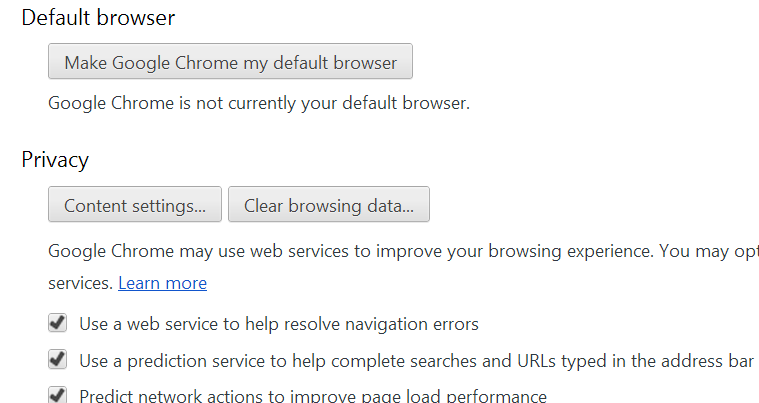 Default browser
Make Google Chrome my default browser
Google Chrome is not currently your default browser.
Privacy
Content settings... Clear browsing data...
Google Chrome may use web services to improve your browsing experience. You may opt
services. Learn more
Use a web service to help resolve navigation errors
Use a prediction service to help complete searches and URLs typed in the address bar
Predict network actions to improve page load performance